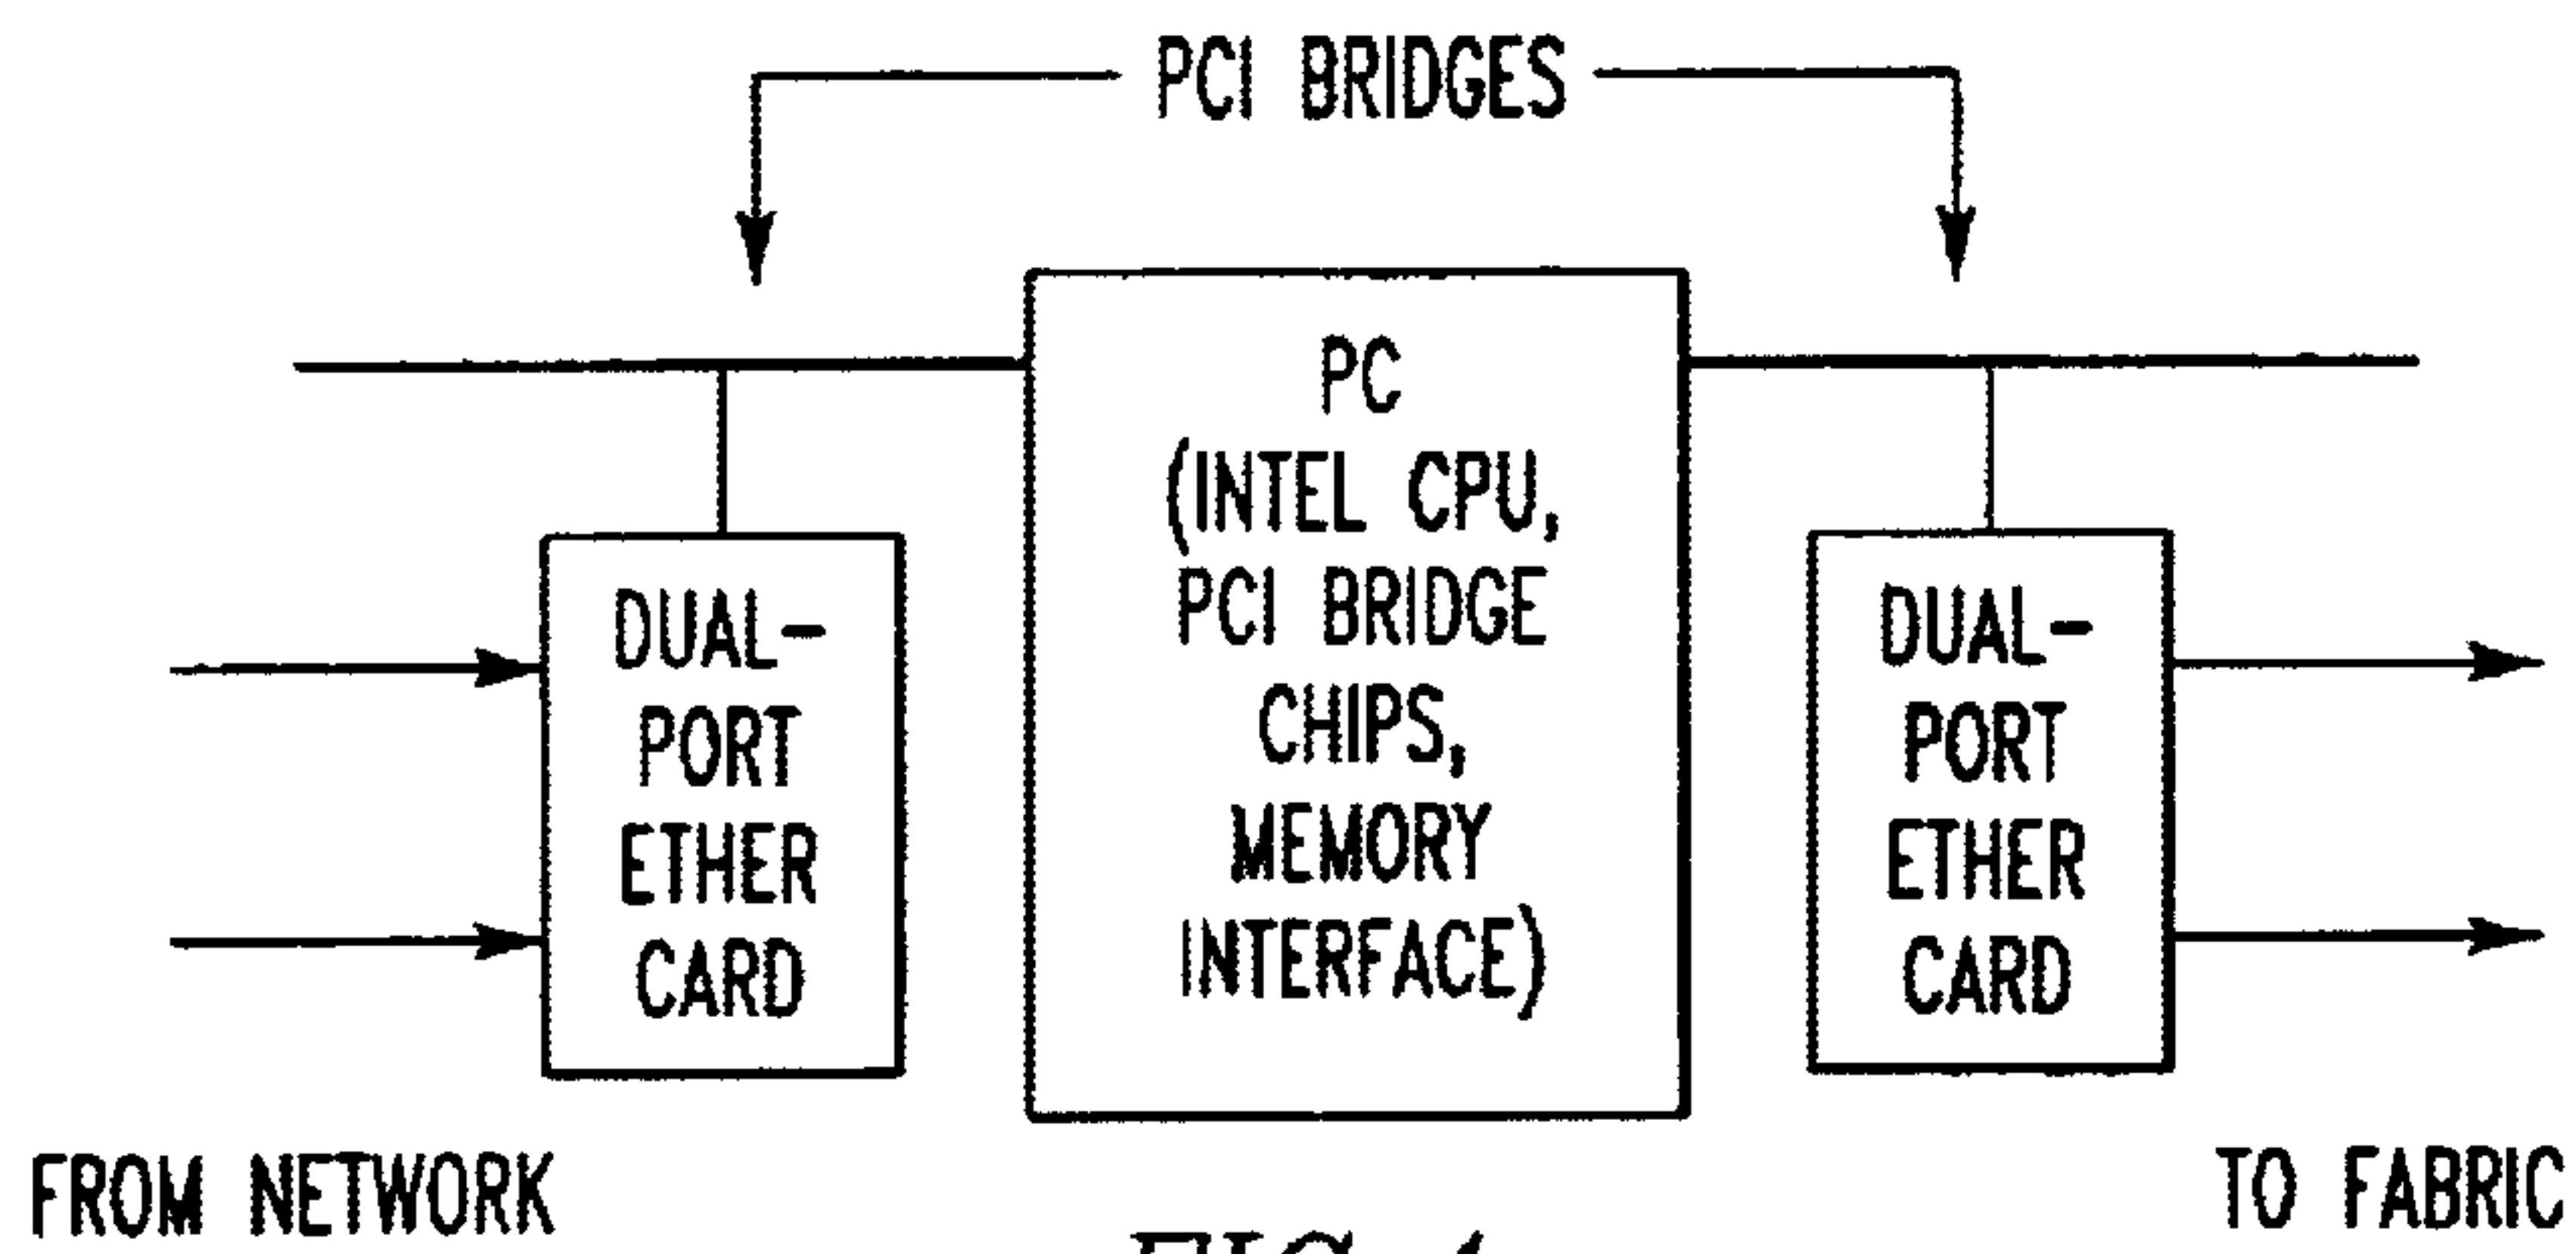 PCI BRIDGES
PC
(INTEL CPU,
PCI BRIDGE
CHIPS,
MEMORY
INTERFACE)
DUAL-
PORT
ETHER
CARD
DUAL-
PORT
ETHER
CARD
FROM NETWORK
TO FABRIC